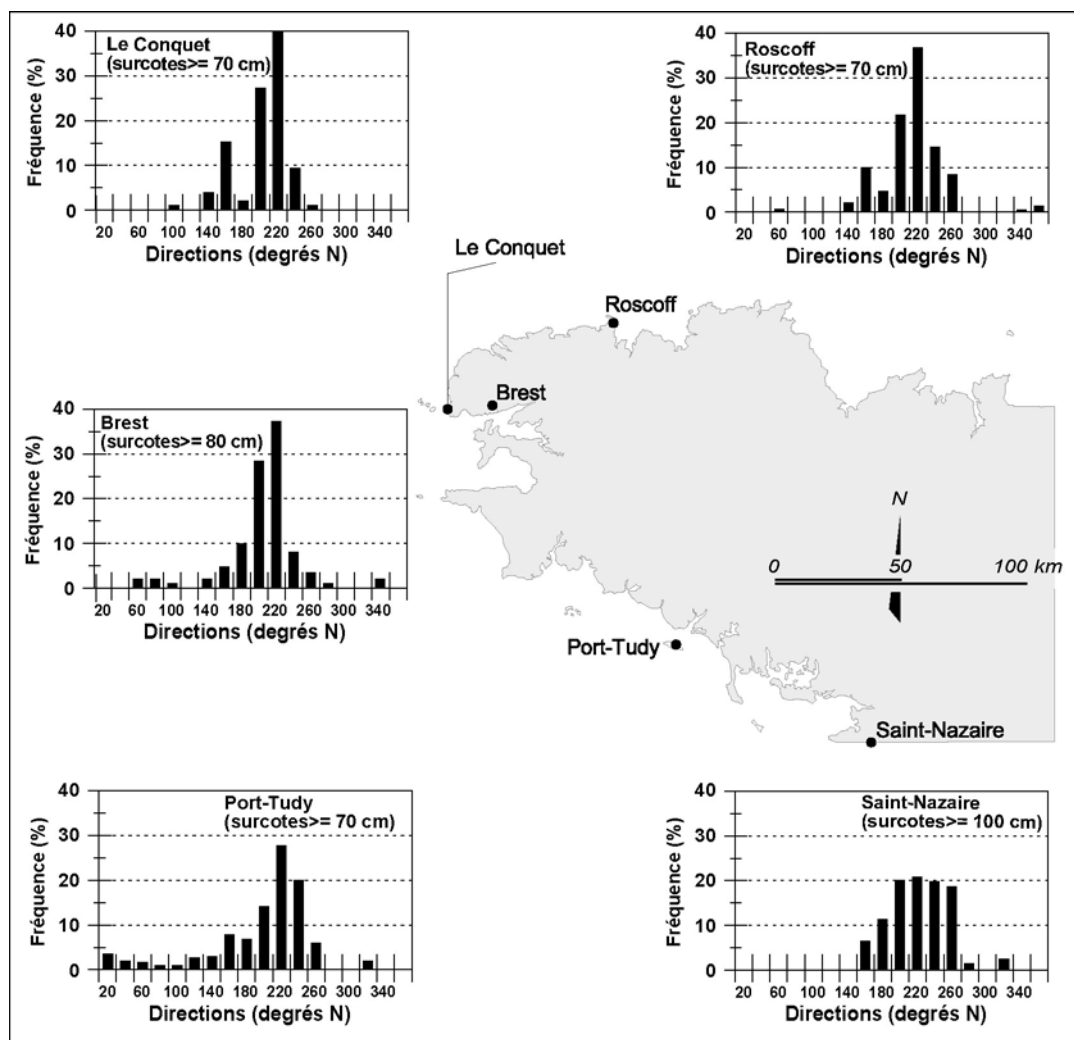 Le Conquet
(surcotes>= 70 cm)
Fréquence (%)
40
30
20
10
0
20 60 100 140 180 220 260 300 340
Directions (degrés N)
Roscoff
(surcotes>= 70 cm)
Fréquence (%)
40
30
20
10
0
20 60 100 140 180 220 260 300 340
Directions (degrés N)
Le Conquet
Roscoff
Brest
N
0 50 100 km
Port-Tudy
Saint-Nazaire
Brest
(surcotes>= 80 cm)
Fréquence (%)
40
30
20
10
0
20 60 100 140 180 220 260 300 340
Directions (degrés N)
Port-Tudy
(surcotes>= 70 cm)
Fréquence (%)
40
30
20
10
0
20 60 100 140 180 220 260 300 340
Directions (degrés N)
Saint-Nazaire
(surcotes>= 100 cm)
Fréquence (%)
40
30
20
10
0
20 60 100 140 180 220 260 300 340
Directions (degrés N)